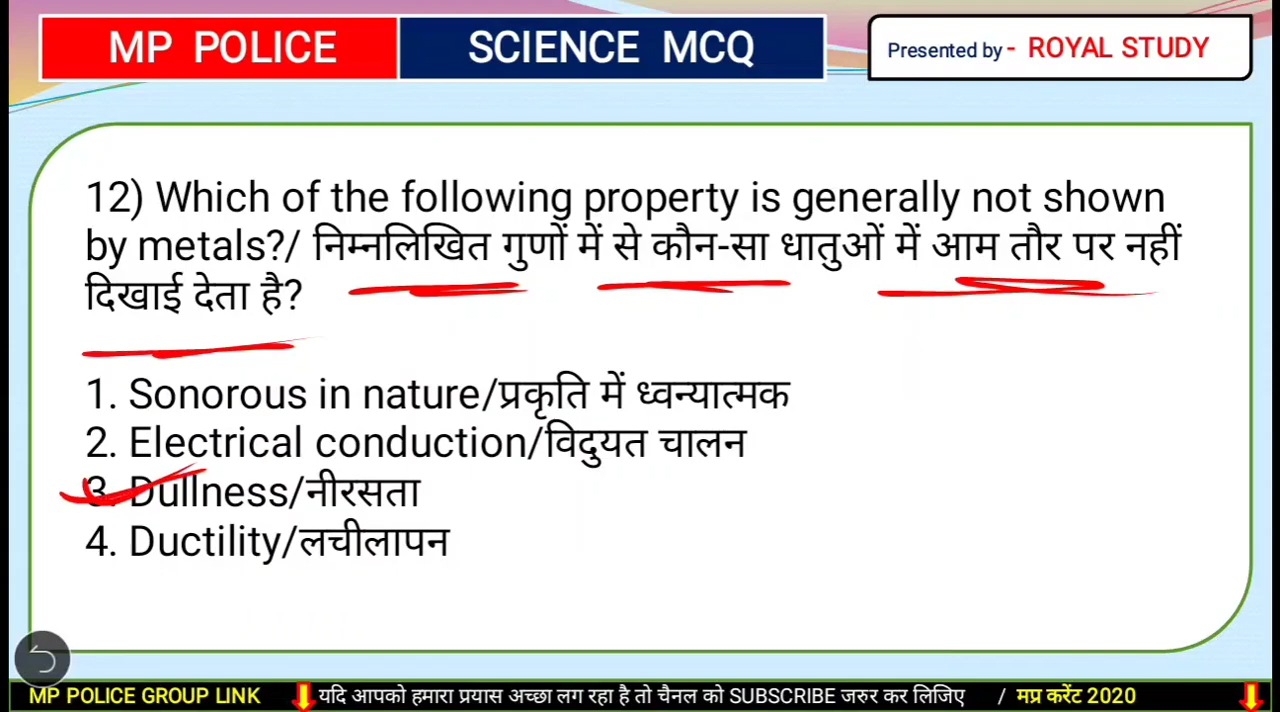 MP POLICE SCIENCE MCQ Presented by - ROYAL STUDY
12) Which of the following property is generally not shown
by metals?/ निम्नलिखित गुणों में से कौन-सा धातुओं में आम तौर पर नहीं
दिखाई देता है?
1. Sonorous in nature/प्रकृति में ध्वन्यात्मक
2. Electrical conduction/विदुयत चालन
3. Dullness/नीरसता
4. Ductility/लचीलापन
MP POLICE GROUP LINK यदि आपको हमारा प्रयास अच्छा लग रहा है तो चैनल को SUBSCRIBE जरुर कर लिजिए / मप्र करेंट 2020